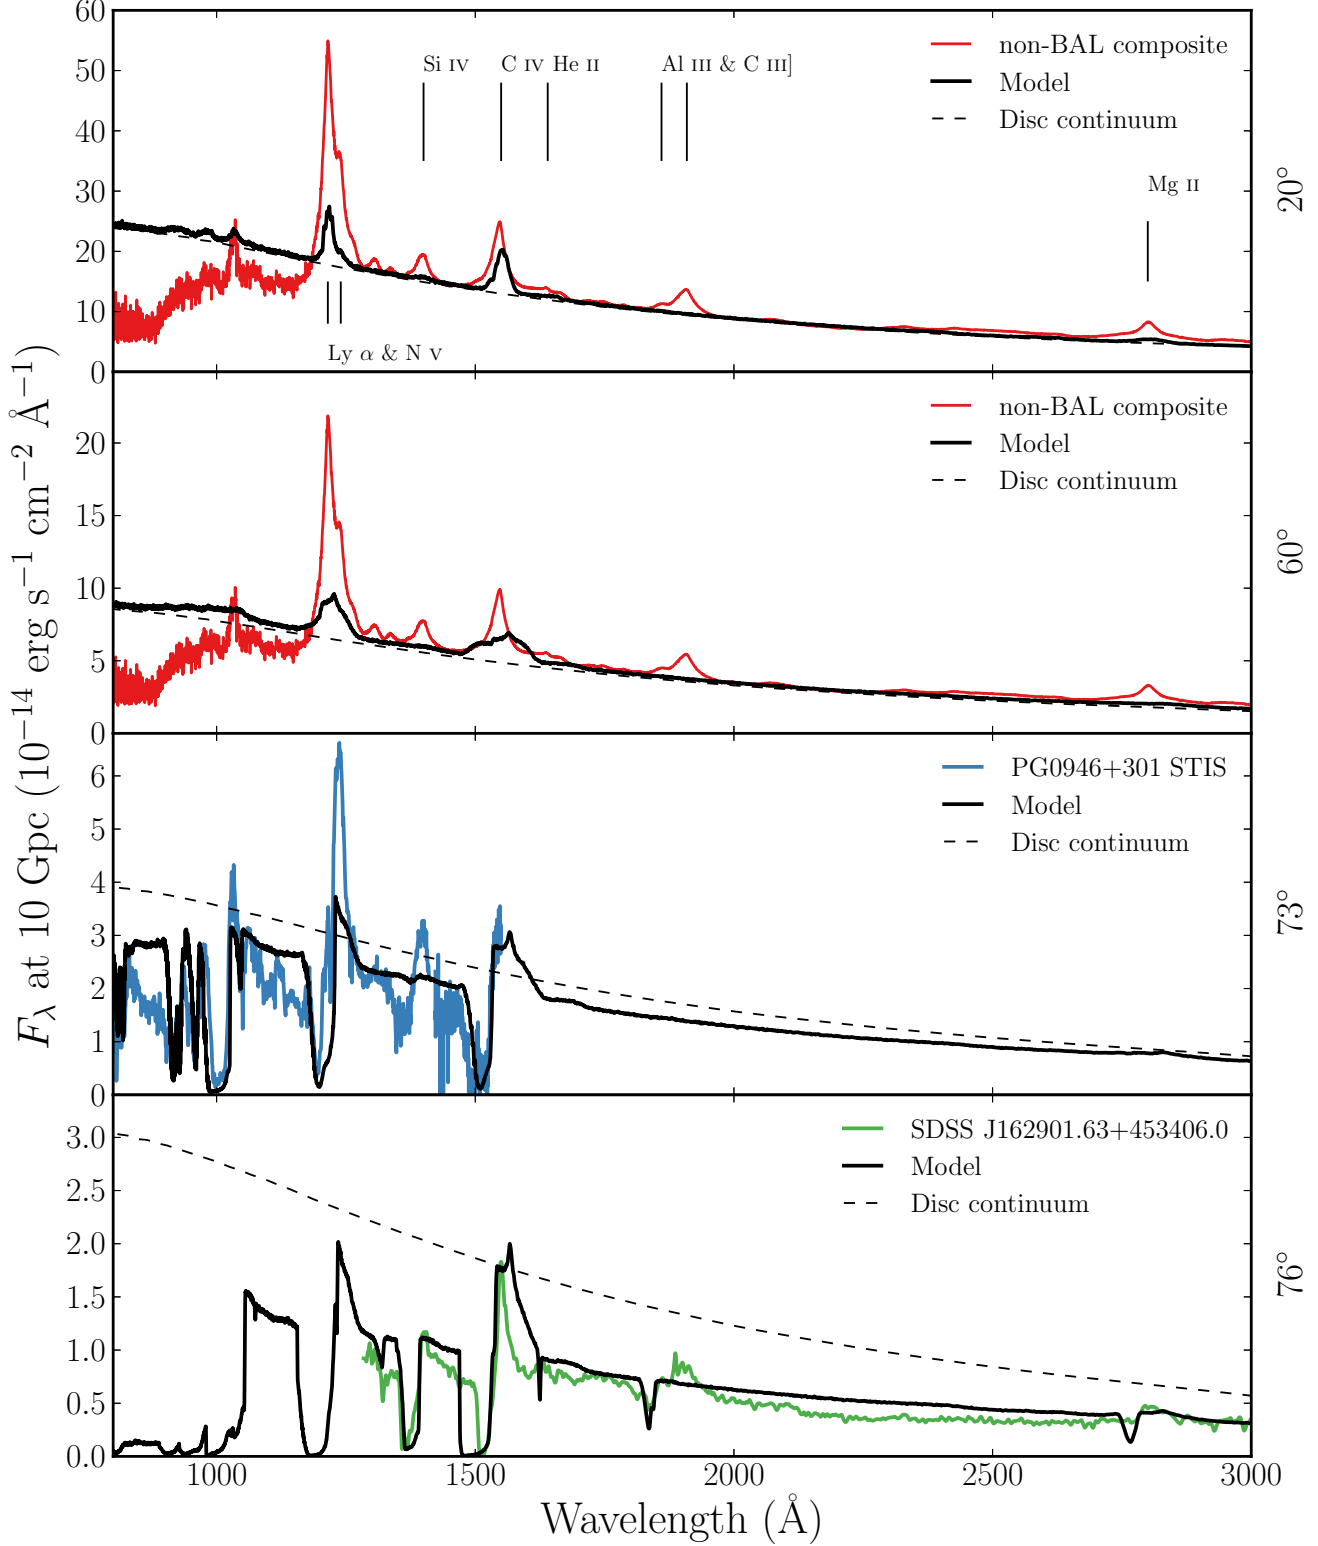 60
50
40
30
20
10
0
Si IV
C IV He II
Al III & C III]
Mg II
Ly α & N V
non-BAL composite
Model
Disc continuum
20°
20
15
10
5
0
non-BAL composite
Model
Disc continuum
60°
6
5
4
3
2
1
0
PG0946+301 STIS
Model
Disc continuum
73°
3.0
2.5
2.0
1.5
1.0
0.5
0.0
SDSS J162901.63+453406.0
Model
Disc continuum
76°
1000 1500 2000 2500 3000
Wavelength (Å)
F_λ at 10 Gpc (10⁻¹⁴ erg s⁻¹ cm⁻² Å⁻¹)